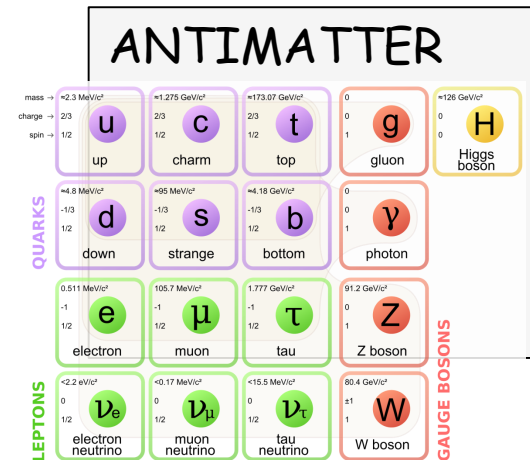 ANTIMATTER
mass → ≈2.3 MeV/c² ≈1.275 GeV/c² ≈173.07 GeV/c² 0 ≈126 GeV/c²
charge → 2/3 u 2/3 c 2/3 t 0 g 0 H
spin → 1/2 1/2 1/2 1 0
up charm top gluon Higgs
boson
QUARKS
≈4.8 MeV/c² ≈95 MeV/c² ≈4.18 GeV/c² 0
-1/3 d -1/3 s -1/3 b 0 γ
1/2 1/2 1/2 1
down strange bottom photon
0.511 MeV/c² 105.7 MeV/c² 1.777 GeV/c² 91.2 GeV/c²
-1 e -1 μ -1 τ 0 Z
1/2 1/2 1/2 1
electron muon tau Z boson
GAUGE BOSONS
LEPTONS
<2.2 eV/c² <0.17 MeV/c² <15.5 MeV/c² 80.4 GeV/c²
0 νe 0 νμ 0 ντ ±1 W
1/2 1/2 1/2 1
electron muon tau W boson
neutrino neutrino neutrino